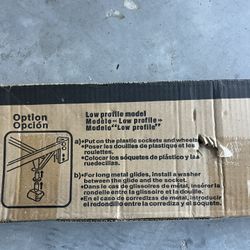 Option
Opción
Low profile model
Modèle «Low profile»
Modelo "Low profile"
a)•Put on the plastic sockets and wheels.
•Poser les douilles de plastique et les
roulettes.
•Colocar los soquetes de plástico y las
ruedecillas.
b)•For long metal glides, install a washer
between the glide and the socket.
•Dans le cas de glissoires de métal, insérer la
rondelle entre la glissoire et la douille.
•En el caso de correderas de metal, introducir
el redondel entre la corrediza y el soquete.